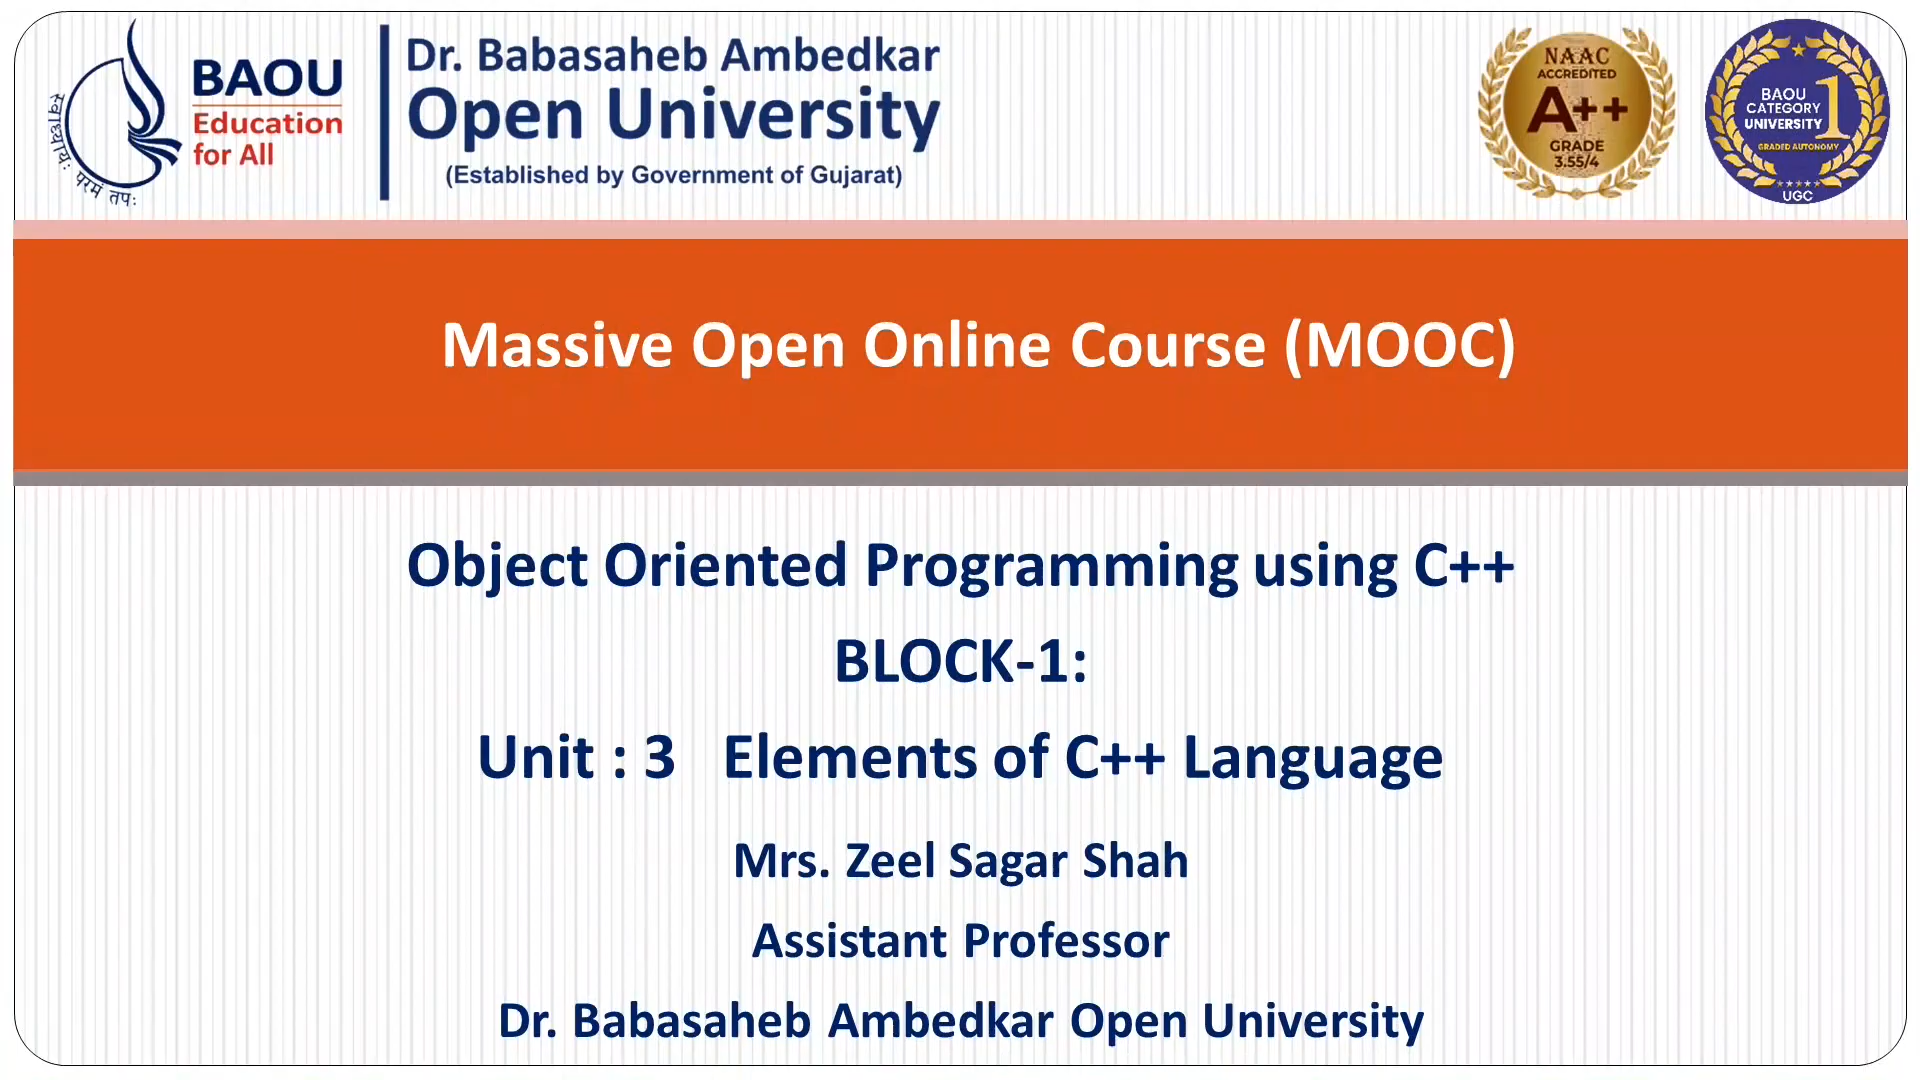 स्वाध्यायः परमं तपः
BAOU
Education
for All
Dr. Babasaheb Ambedkar
Open University
(Established by Government of Gujarat)
NAAC
ACCREDITED
A++
GRADE
3.55/4
BAOU
CATEGORY 1
UNIVERSITY
GRADED AUTONOMY
UGC
Massive Open Online Course (MOOC)
Object Oriented Programming using C++
BLOCK-1:
Unit : 3 Elements of C++ Language
Mrs. Zeel Sagar Shah
Assistant Professor
Dr. Babasaheb Ambedkar Open University